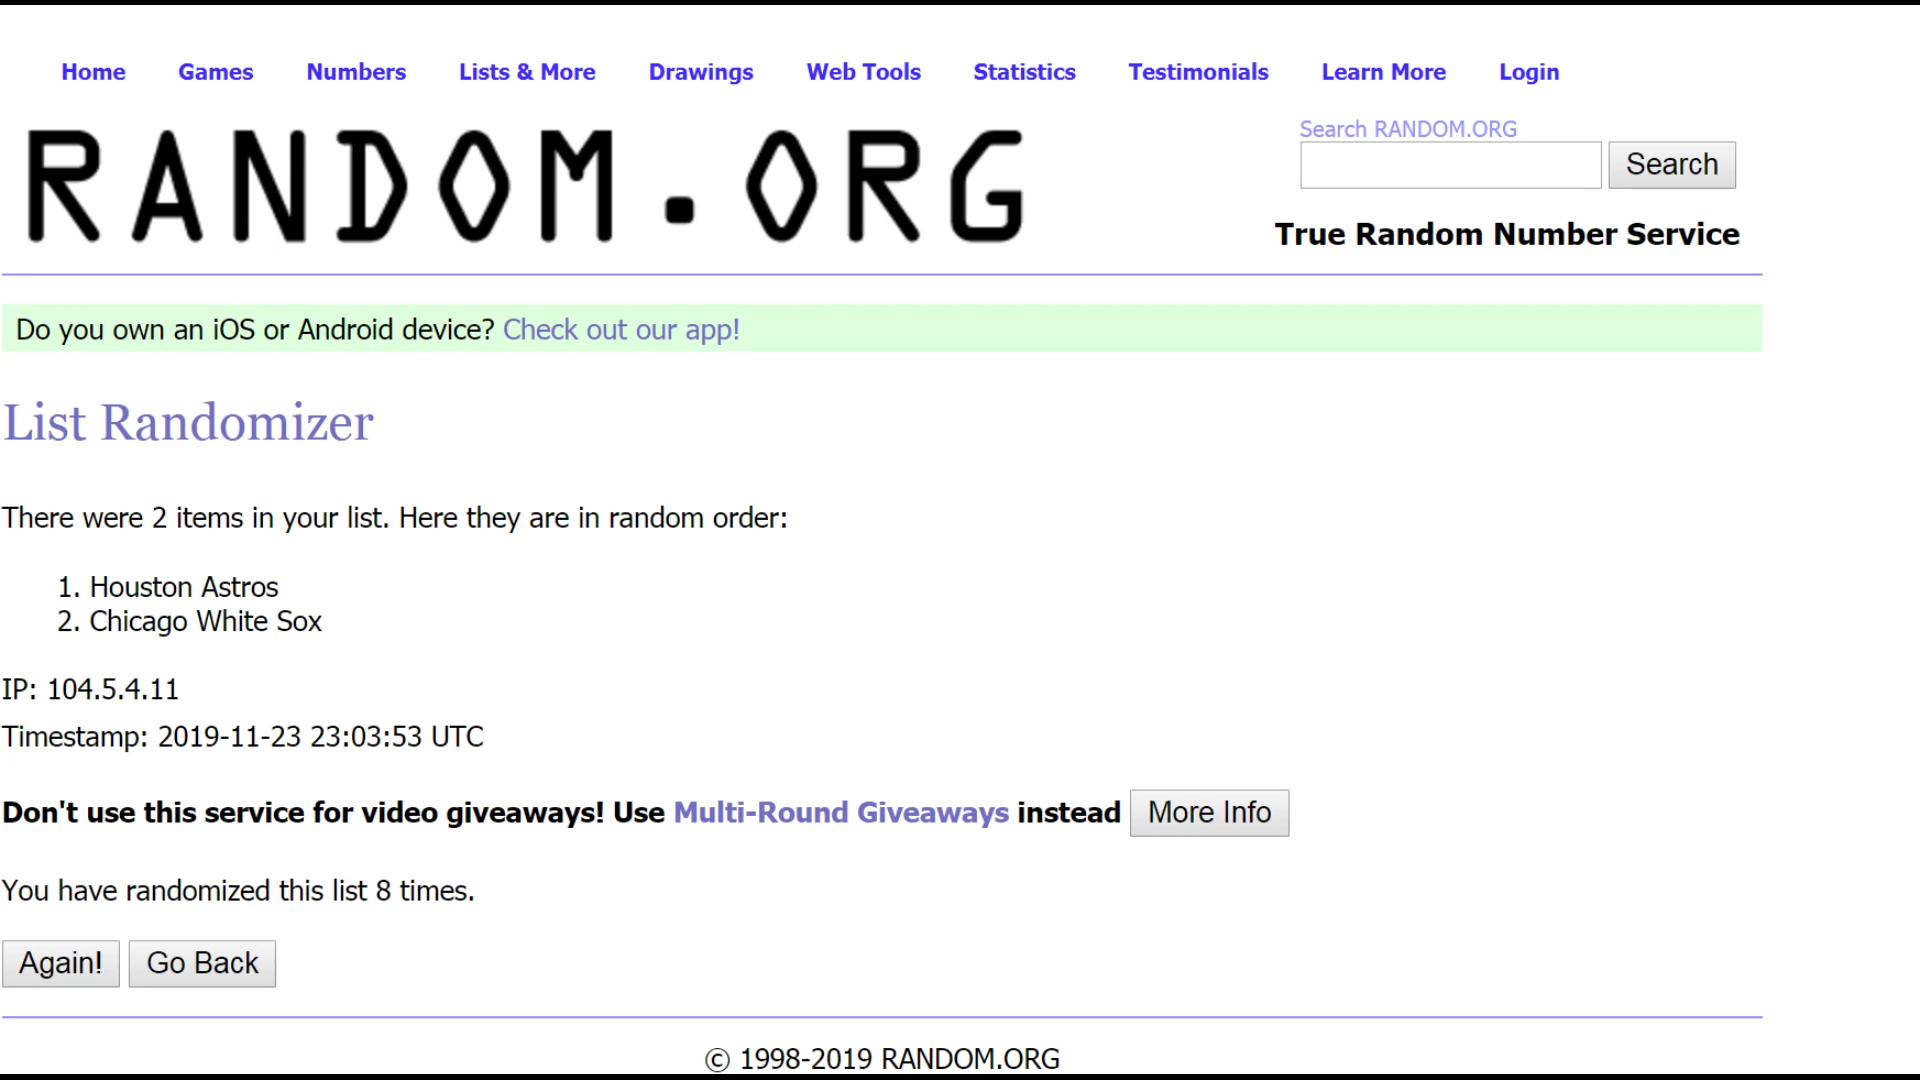 Home Games Numbers Lists & More Drawings Web Tools Statistics Testimonials Learn More Login
RANDOM.ORG
Search RANDOM.ORG
Search
True Random Number Service
Do you own an iOS or Android device? Check out our app!
List Randomizer
There were 2 items in your list. Here they are in random order:
1. Houston Astros
2. Chicago White Sox
IP: 104.5.4.11
Timestamp: 2019-11-23 23:03:53 UTC
Don't use this service for video giveaways! Use Multi-Round Giveaways instead More Info
You have randomized this list 8 times.
Again! Go Back
© 1998-2019 RANDOM.ORG